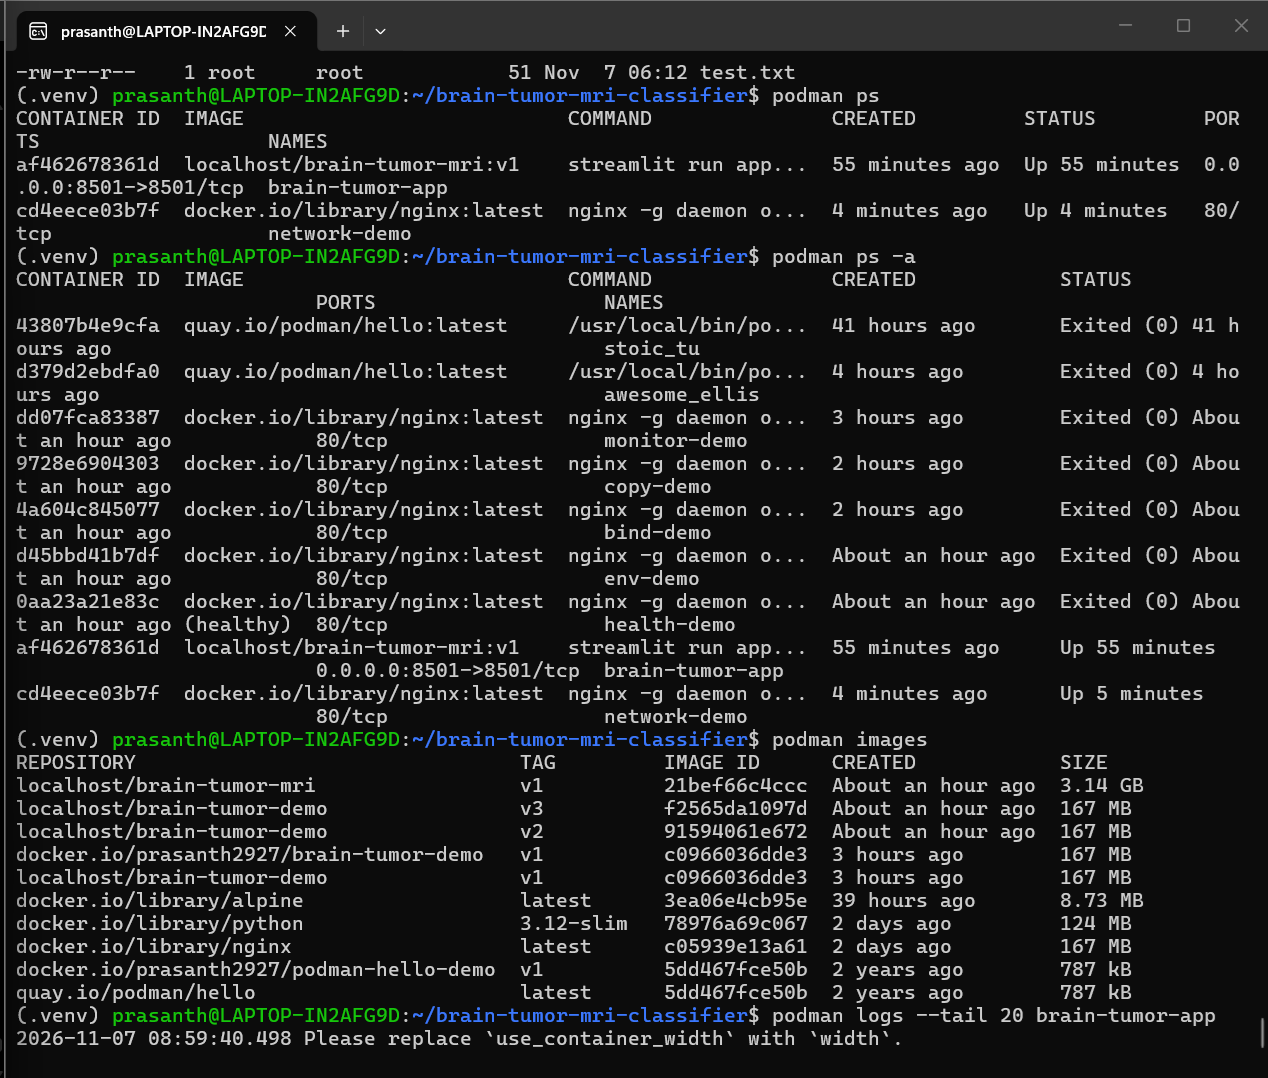 prasanth@LAPTOP-IN2AFG9D
-rw-r--r--    1 root     root            51 Nov  7 06:12 test.txt
(.venv) prasanth@LAPTOP-IN2AFG9D:~/brain-tumor-mri-classifier$ podman ps
CONTAINER ID  IMAGE                           COMMAND               CREATED         STATUS         POR
TS                   NAMES
af462678361d  localhost/brain-tumor-mri:v1    streamlit run app...  55 minutes ago  Up 55 minutes  0.0
.0.0:8501->8501/tcp  brain-tumor-app
cd4eece03b7f  docker.io/library/nginx:latest  nginx -g daemon o...  4 minutes ago   Up 4 minutes   80/
tcp                  network-demo
(.venv) prasanth@LAPTOP-IN2AFG9D:~/brain-tumor-mri-classifier$ podman ps -a
CONTAINER ID  IMAGE                           COMMAND               CREATED            STATUS
                         PORTS                   NAMES
43807b4e9cfa  quay.io/podman/hello:latest     /usr/local/bin/po...  41 hours ago       Exited (0) 41 h
ours ago                                         stoic_tu
d379d2ebdfa0  quay.io/podman/hello:latest     /usr/local/bin/po...  4 hours ago        Exited (0) 4 ho
urs ago                                          awesome_ellis
dd07fca83387  docker.io/library/nginx:latest  nginx -g daemon o...  3 hours ago        Exited (0) Abou
t an hour ago            80/tcp                  monitor-demo
9728e6904303  docker.io/library/nginx:latest  nginx -g daemon o...  2 hours ago        Exited (0) Abou
t an hour ago            80/tcp                  copy-demo
4a604c845077  docker.io/library/nginx:latest  nginx -g daemon o...  2 hours ago        Exited (0) Abou
t an hour ago            80/tcp                  bind-demo
d45bbd41b7df  docker.io/library/nginx:latest  nginx -g daemon o...  About an hour ago  Exited (0) Abou
t an hour ago            80/tcp                  env-demo
0aa23a21e83c  docker.io/library/nginx:latest  nginx -g daemon o...  About an hour ago  Exited (0) Abou
t an hour ago (healthy)  80/tcp                  health-demo
af462678361d  localhost/brain-tumor-mri:v1    streamlit run app...  55 minutes ago     Up 55 minutes
                         0.0.0.0:8501->8501/tcp  brain-tumor-app
cd4eece03b7f  docker.io/library/nginx:latest  nginx -g daemon o...  4 minutes ago      Up 5 minutes
                         80/tcp                  network-demo
(.venv) prasanth@LAPTOP-IN2AFG9D:~/brain-tumor-mri-classifier$ podman images
REPOSITORY                                TAG         IMAGE ID      CREATED            SIZE
localhost/brain-tumor-mri                 v1          21bef66c4ccc  About an hour ago  3.14 GB
localhost/brain-tumor-demo                v3          f2565da1097d  About an hour ago  167 MB
localhost/brain-tumor-demo                v2          91594061e672  About an hour ago  167 MB
docker.io/prasanth2927/brain-tumor-demo   v1          c0966036dde3  3 hours ago        167 MB
localhost/brain-tumor-demo                v1          c0966036dde3  3 hours ago        167 MB
docker.io/library/alpine                  latest      3ea06e4cb95e  39 hours ago       8.73 MB
docker.io/library/python                  3.12-slim   78976a69c067  2 days ago         124 MB
docker.io/library/nginx                   latest      c05939e13a61  2 days ago         167 MB
docker.io/prasanth2927/podman-hello-demo  v1          5dd467fce50b  2 years ago        787 kB
quay.io/podman/hello                      latest      5dd467fce50b  2 years ago        787 kB
(.venv) prasanth@LAPTOP-IN2AFG9D:~/brain-tumor-mri-classifier$ podman logs --tail 20 brain-tumor-app
2026-11-07 08:59:40.498 Please replace `use_container_width` with `width`.